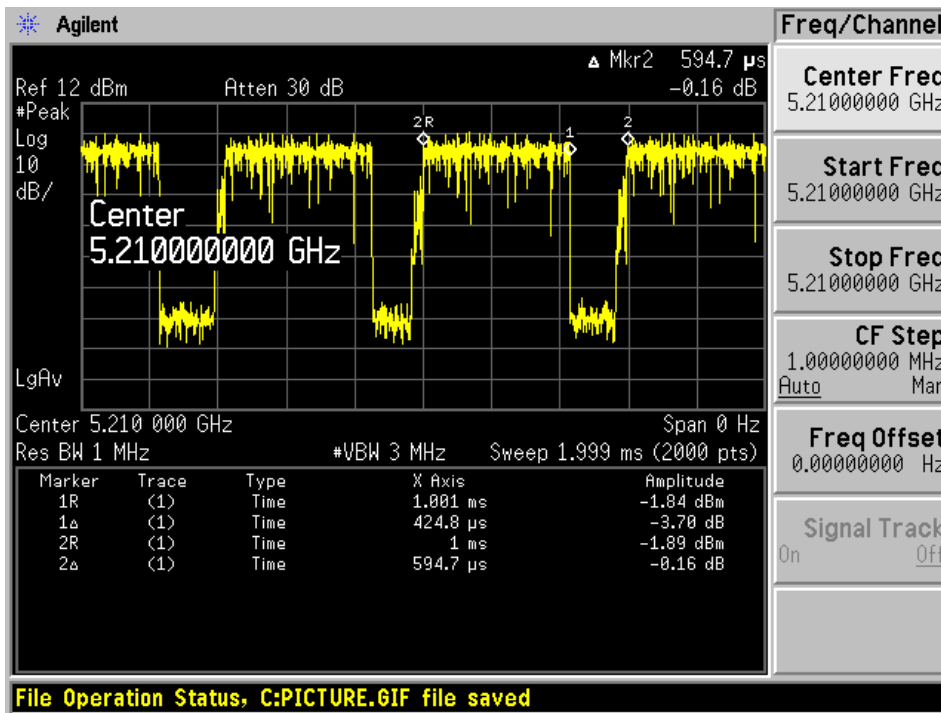 Agilent
Freq/Channel
Δ Mkr2 594.7 µs
Ref 12 dBm Atten 30 dB -0.16 dB
#Peak
Log
10
dB/
2R
1
2
Center
5.210000000 GHz
LgAv
Center 5.210 000 GHz Span 0 Hz
Res BW 1 MHz #VBW 3 MHz Sweep 1.999 ms (2000 pts)
Marker Trace Type X Axis Amplitude
1R (1) Time 1.001 ms -1.84 dBm
1Δ (1) Time 424.8 µs -3.70 dB
2R (1) Time 1 ms -1.89 dBm
2Δ (1) Time 594.7 µs -0.16 dB
Center Freq
5.21000000 GHz
Start Freq
5.21000000 GHz
Stop Freq
5.21000000 GHz
CF Step
1.00000000 MHz
Auto Man
Freq Offset
0.00000000 Hz
Signal Track
On Off
File Operation Status, C:PICTURE.GIF file saved